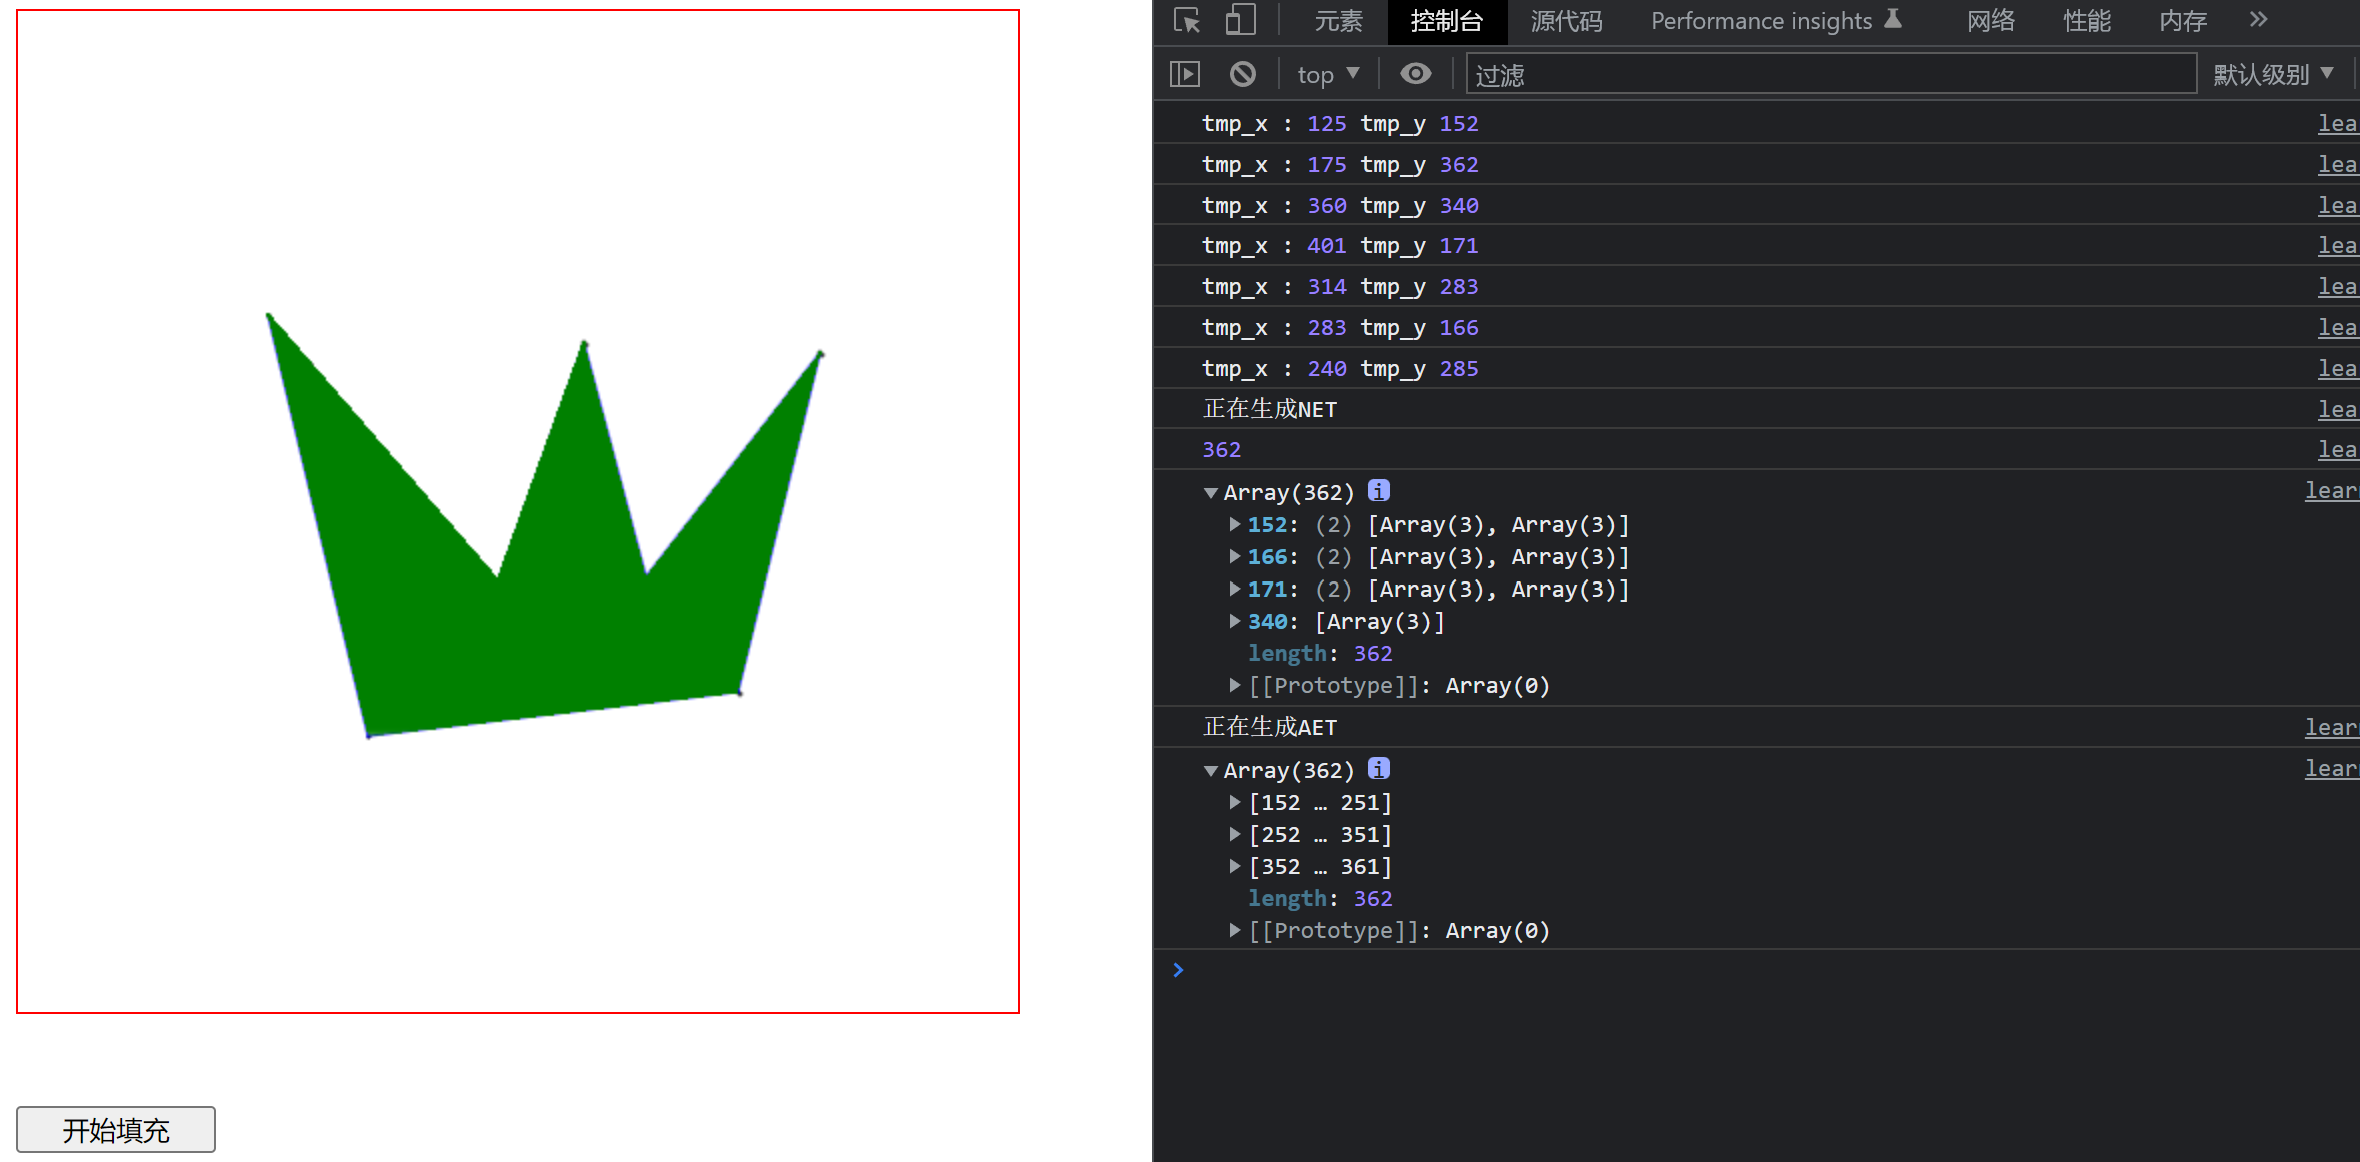 开始填充
元素 控制台 源代码 Performance insights 网络 性能 内存
top 过滤 默认级别
tmp_x : 125 tmp_y 152 lea
tmp_x : 175 tmp_y 362 lea
tmp_x : 360 tmp_y 340 lea
tmp_x : 401 tmp_y 171 lea
tmp_x : 314 tmp_y 283 lea
tmp_x : 283 tmp_y 166 lea
tmp_x : 240 tmp_y 285 lea
正在生成NET lea
362 lea
Array(362) i lear
152: (2) [Array(3), Array(3)]
166: (2) [Array(3), Array(3)]
171: (2) [Array(3), Array(3)]
340: [Array(3)]
length: 362
[[Prototype]]: Array(0)
正在生成AET lear
Array(362) i lear
[152 … 251]
[252 … 351]
[352 … 361]
length: 362
[[Prototype]]: Array(0)